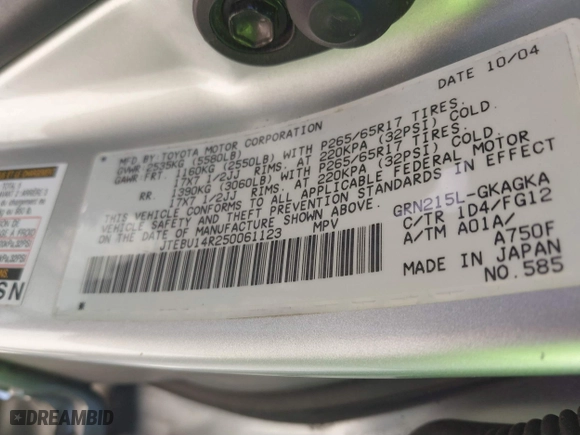 DATE 10/04
MFD. BY: TOYOTA MOTOR CORPORATION
GVWR 2535KG (5580LB)
GAWR FRT. 1160KG (2550LB) WITH P265/65R17 TIRES.
17X7 1/2JJ RIMS. AT 220KPA (32PSI) COLD.
RR. 1390KG (3060LB) WITH P265/65R17 TIRES.
17X7 1/2JJ RIMS. AT 220KPA (32PSI) COLD.
THIS VEHICLE CONFORMS TO ALL APPLICABLE FEDERAL MOTOR
VEHICLE SAFETY AND THEFT PREVENTION STANDARDS IN EFFECT
ON THE DATE OF MANUFACTURE SHOWN ABOVE.
JTEBU14R250061123 MPV
GRN215L-GKAGKA
C/TR 1D4/FG12
A/TM A01A/
A750F
MADE IN JAPAN
NO.585
SN
DREAMBID